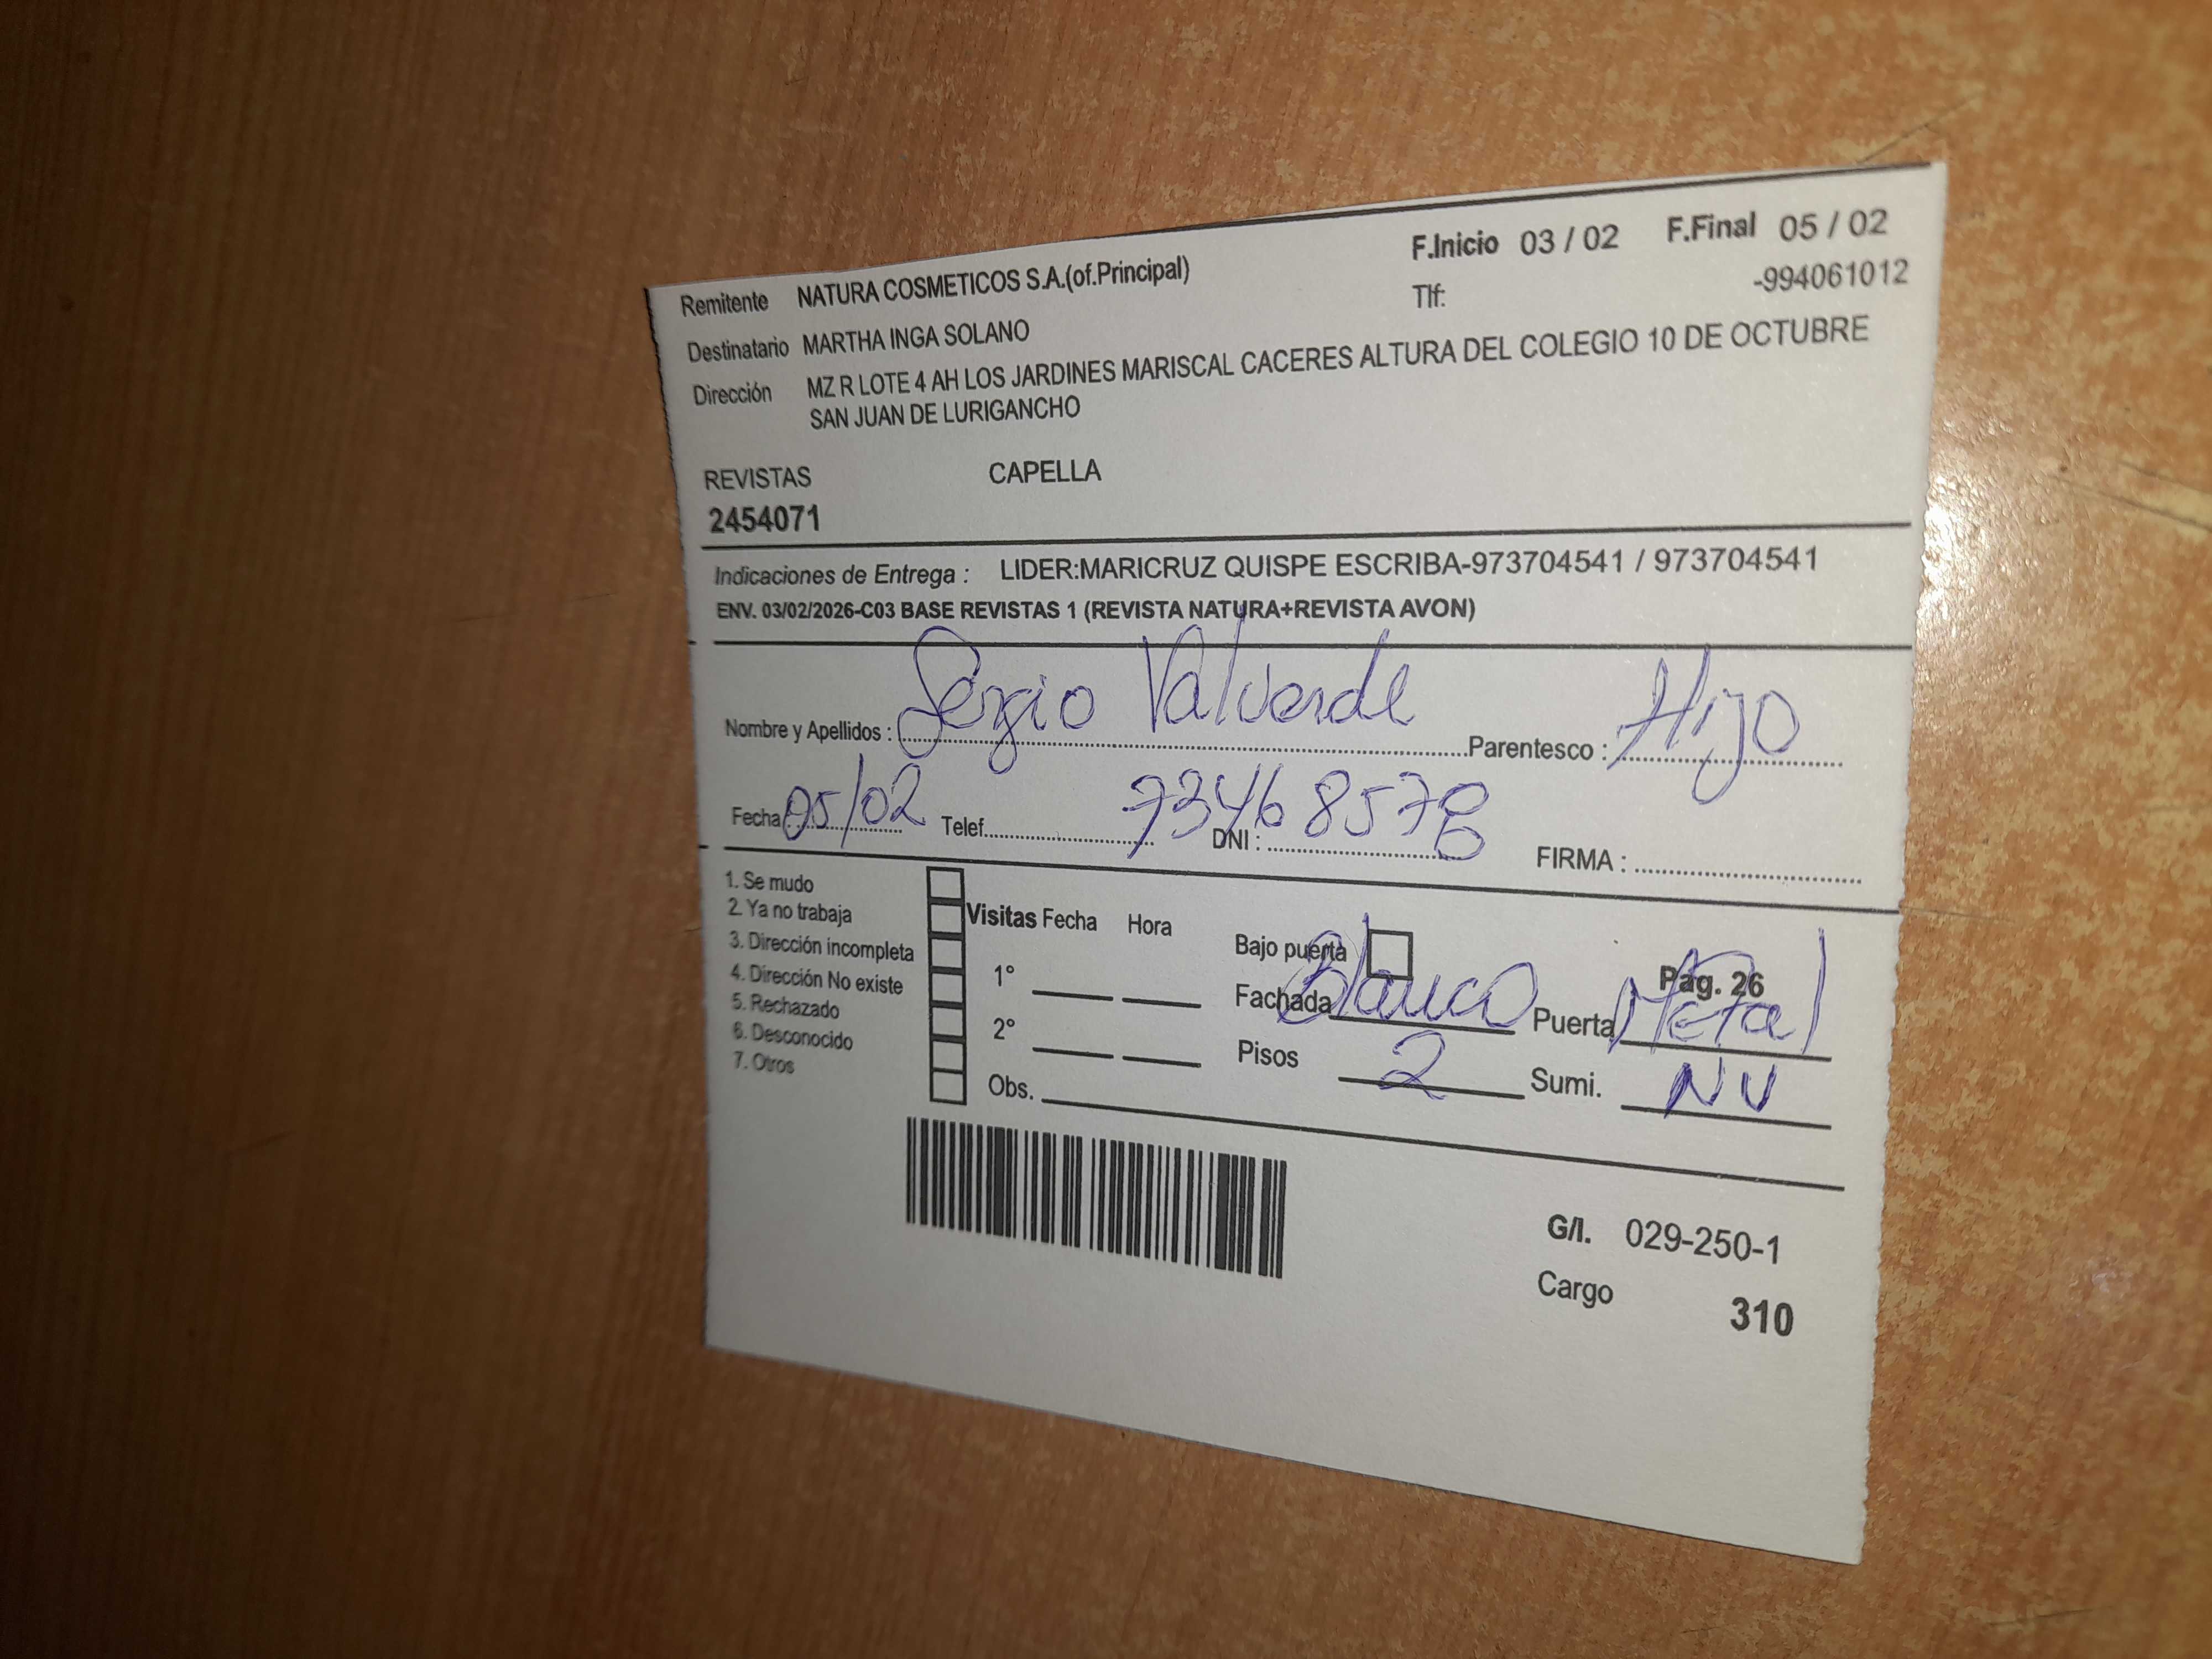 Remitente NATURA COSMETICOS S.A.(of.Principal) F.Inicio 03 / 02 F.Final 05 / 02
Tlf: -994061012
Destinatario MARTHA INGA SOLANO
Dirección MZ R LOTE 4 AH LOS JARDINES MARISCAL CACERES ALTURA DEL COLEGIO 10 DE OCTUBRE
SAN JUAN DE LURIGANCHO
REVISTAS CAPELLA
2454071
Indicaciones de Entrega : LIDER:MARICRUZ QUISPE ESCRIBA-973704541 / 973704541
ENV. 03/02/2026-C03 BASE REVISTAS 1 (REVISTA NATURA+REVISTA AVON)
Nombre y Apellidos : Sergio Valverde Parentesco : Hijo
Fecha 05/02 Telef. DNI : 73468578 FIRMA :
1. Se mudo
2. Ya no trabaja Visitas Fecha Hora
3. Dirección incompleta Bajo puerta
4. Dirección No existe 1° Pág. 26
5. Rechazado Fachada Blanco Puerta Metal
6. Desconocido 2° Pisos 2 Sumi. NV
7. Otros Obs.
G/I. 029-250-1
Cargo 310